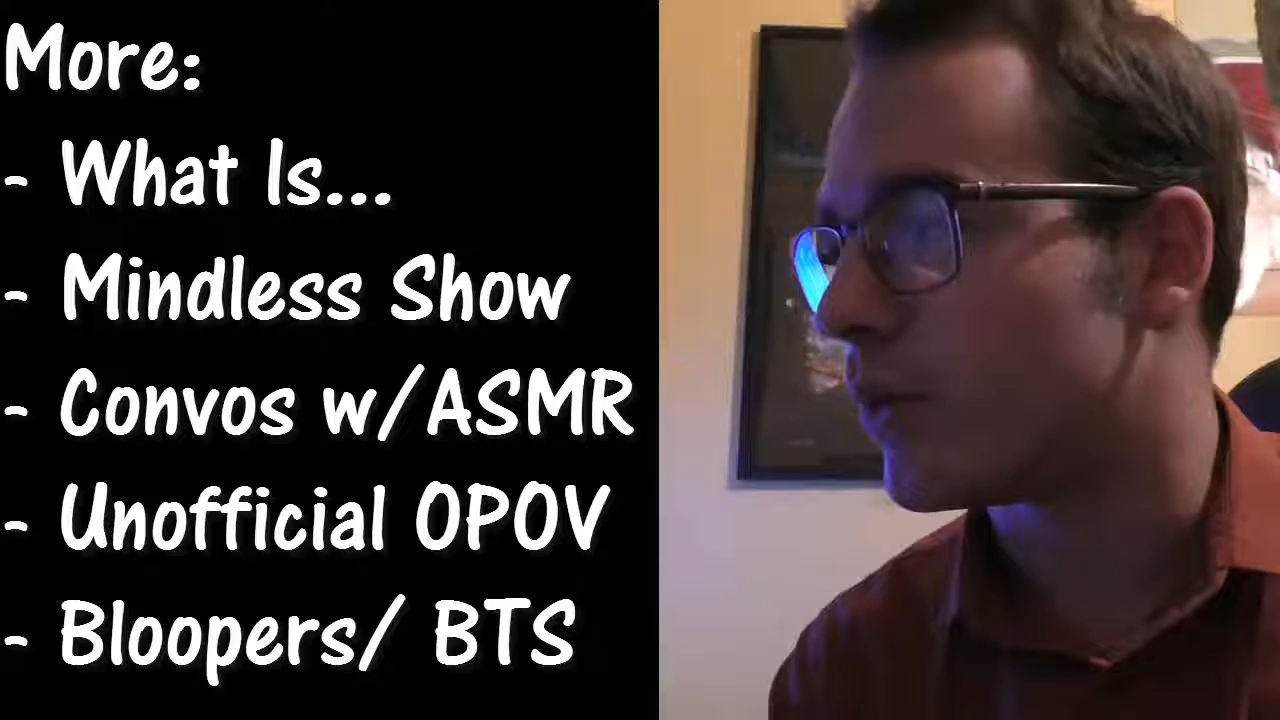 More:
- What Is...
- Mindless Show
- Convos w/ASMR
- Unofficial OPOV
- Bloopers/ BTS